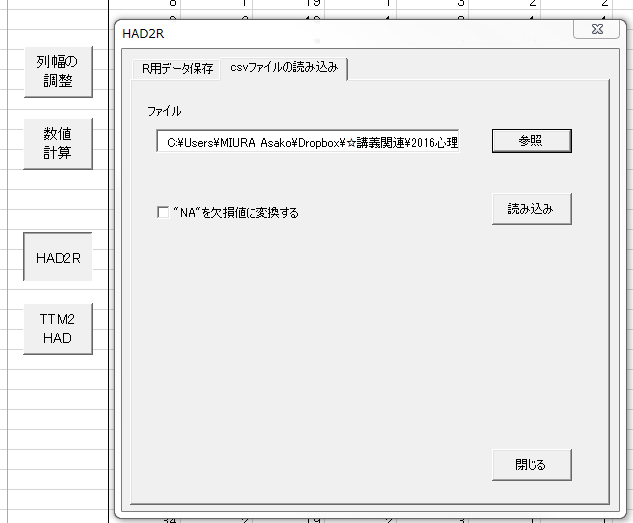 HAD2R
列幅の
調整
R用データ保存
csvファイルの読み込み
ファイル
C:¥Users¥MIURA Asako¥Dropbox¥☆講義関連¥2016心理
参照
数値
計算
"NA"を欠損値に変換する
読み込み
HAD2R
TTM2
HAD
閉じる